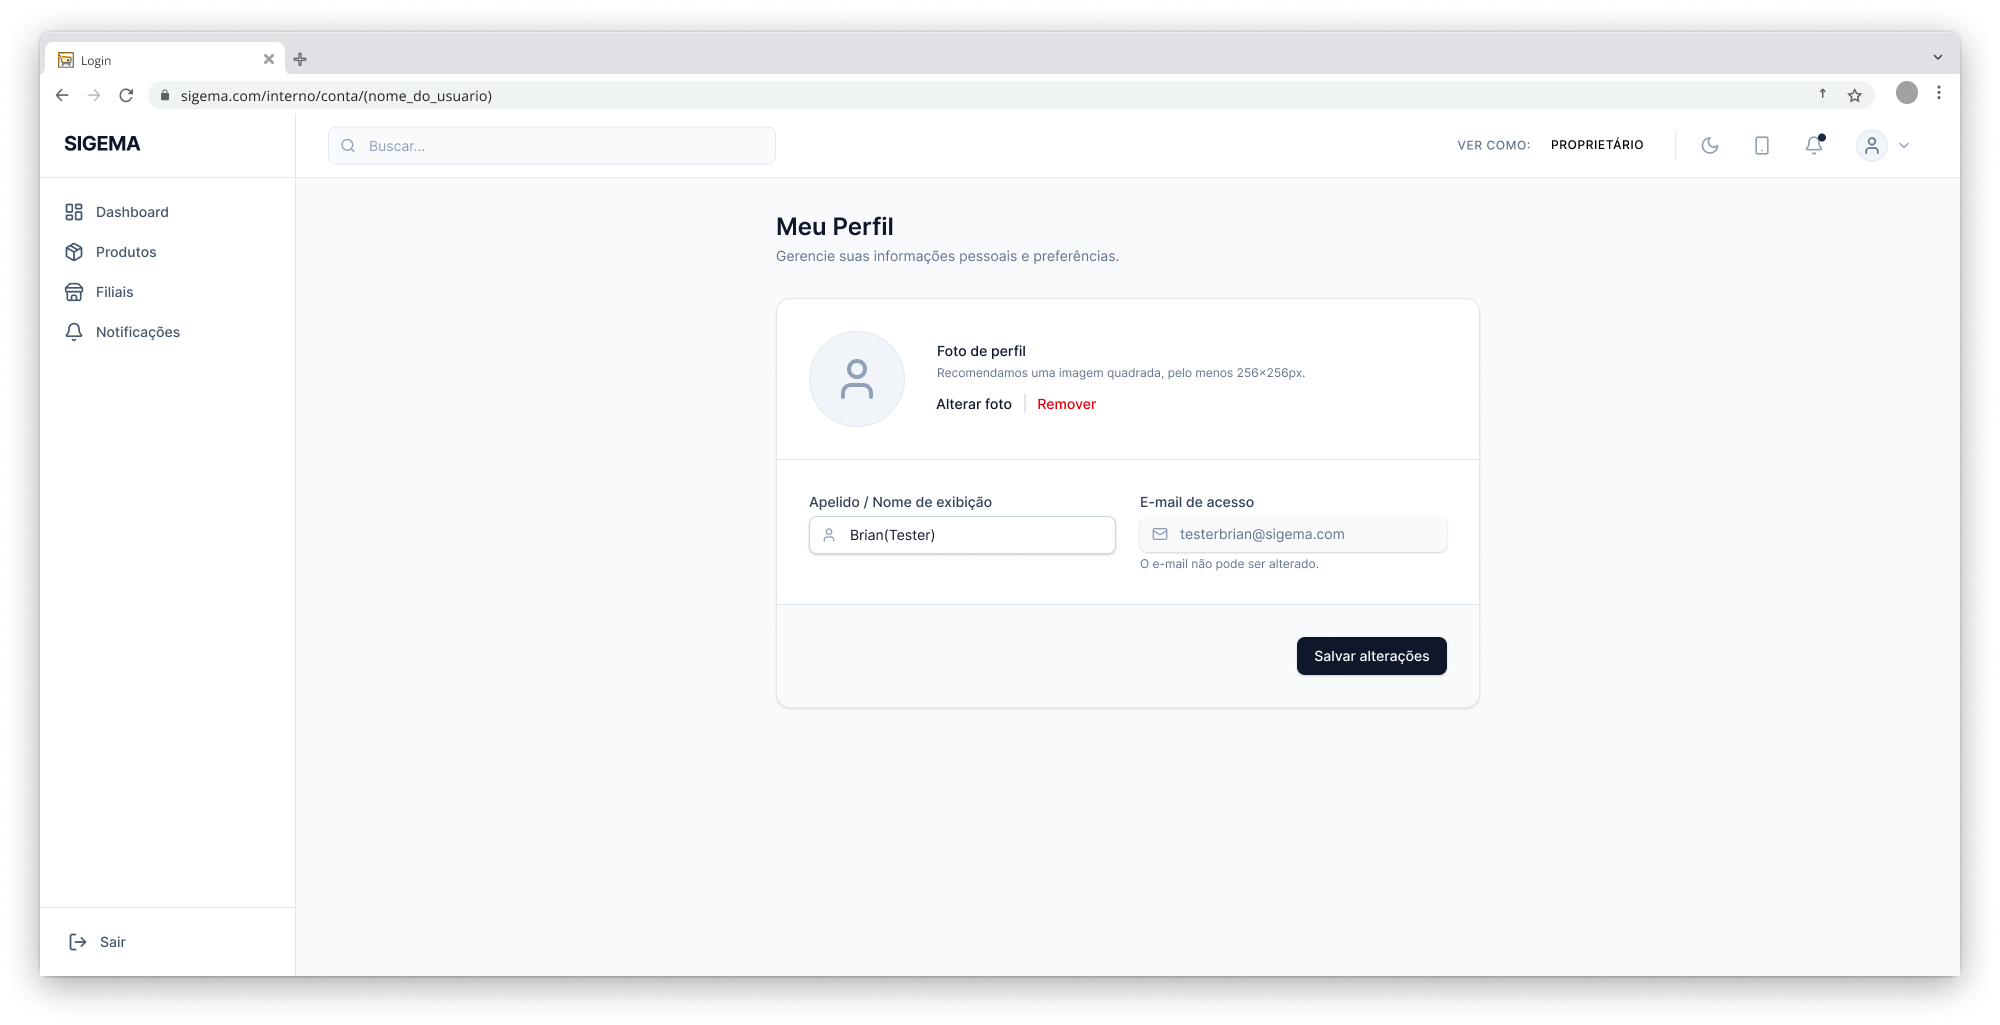 Login
sigema.com/interno/conta/(nome_do_usuario)
SIGEMA
Buscar...
VER COMO: PROPRIETÁRIO
Dashboard
Produtos
Filiais
Notificações
Meu Perfil
Gerencie suas informações pessoais e preferências.
Foto de perfil
Recomendamos uma imagem quadrada, pelo menos 256×256px.
Alterar foto Remover
Apelido / Nome de exibição
Brian(Tester)
E-mail de acesso
testerbrian@sigema.com
O e-mail não pode ser alterado.
Salvar alterações
Sair